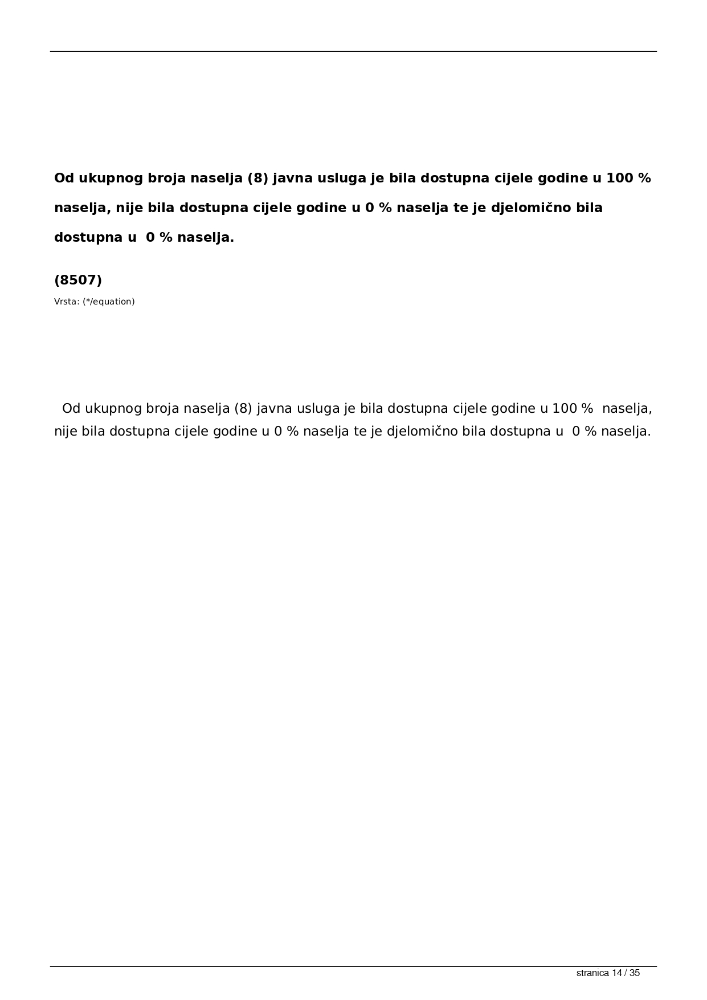 Od ukupnog broja naselja (8) javna usluga je bila dostupna cijele godine u 100 %
naselja, nije bila dostupna cijele godine u 0 % naselja te je djelomično bila
dostupna u  0 % naselja.
(8507)
Vrsta: (*/equation)
Od ukupnog broja naselja (8) javna usluga je bila dostupna cijele godine u 100 %  naselja,
nije bila dostupna cijele godine u 0 % naselja te je djelomično bila dostupna u  0 % naselja.
stranica 14 / 35